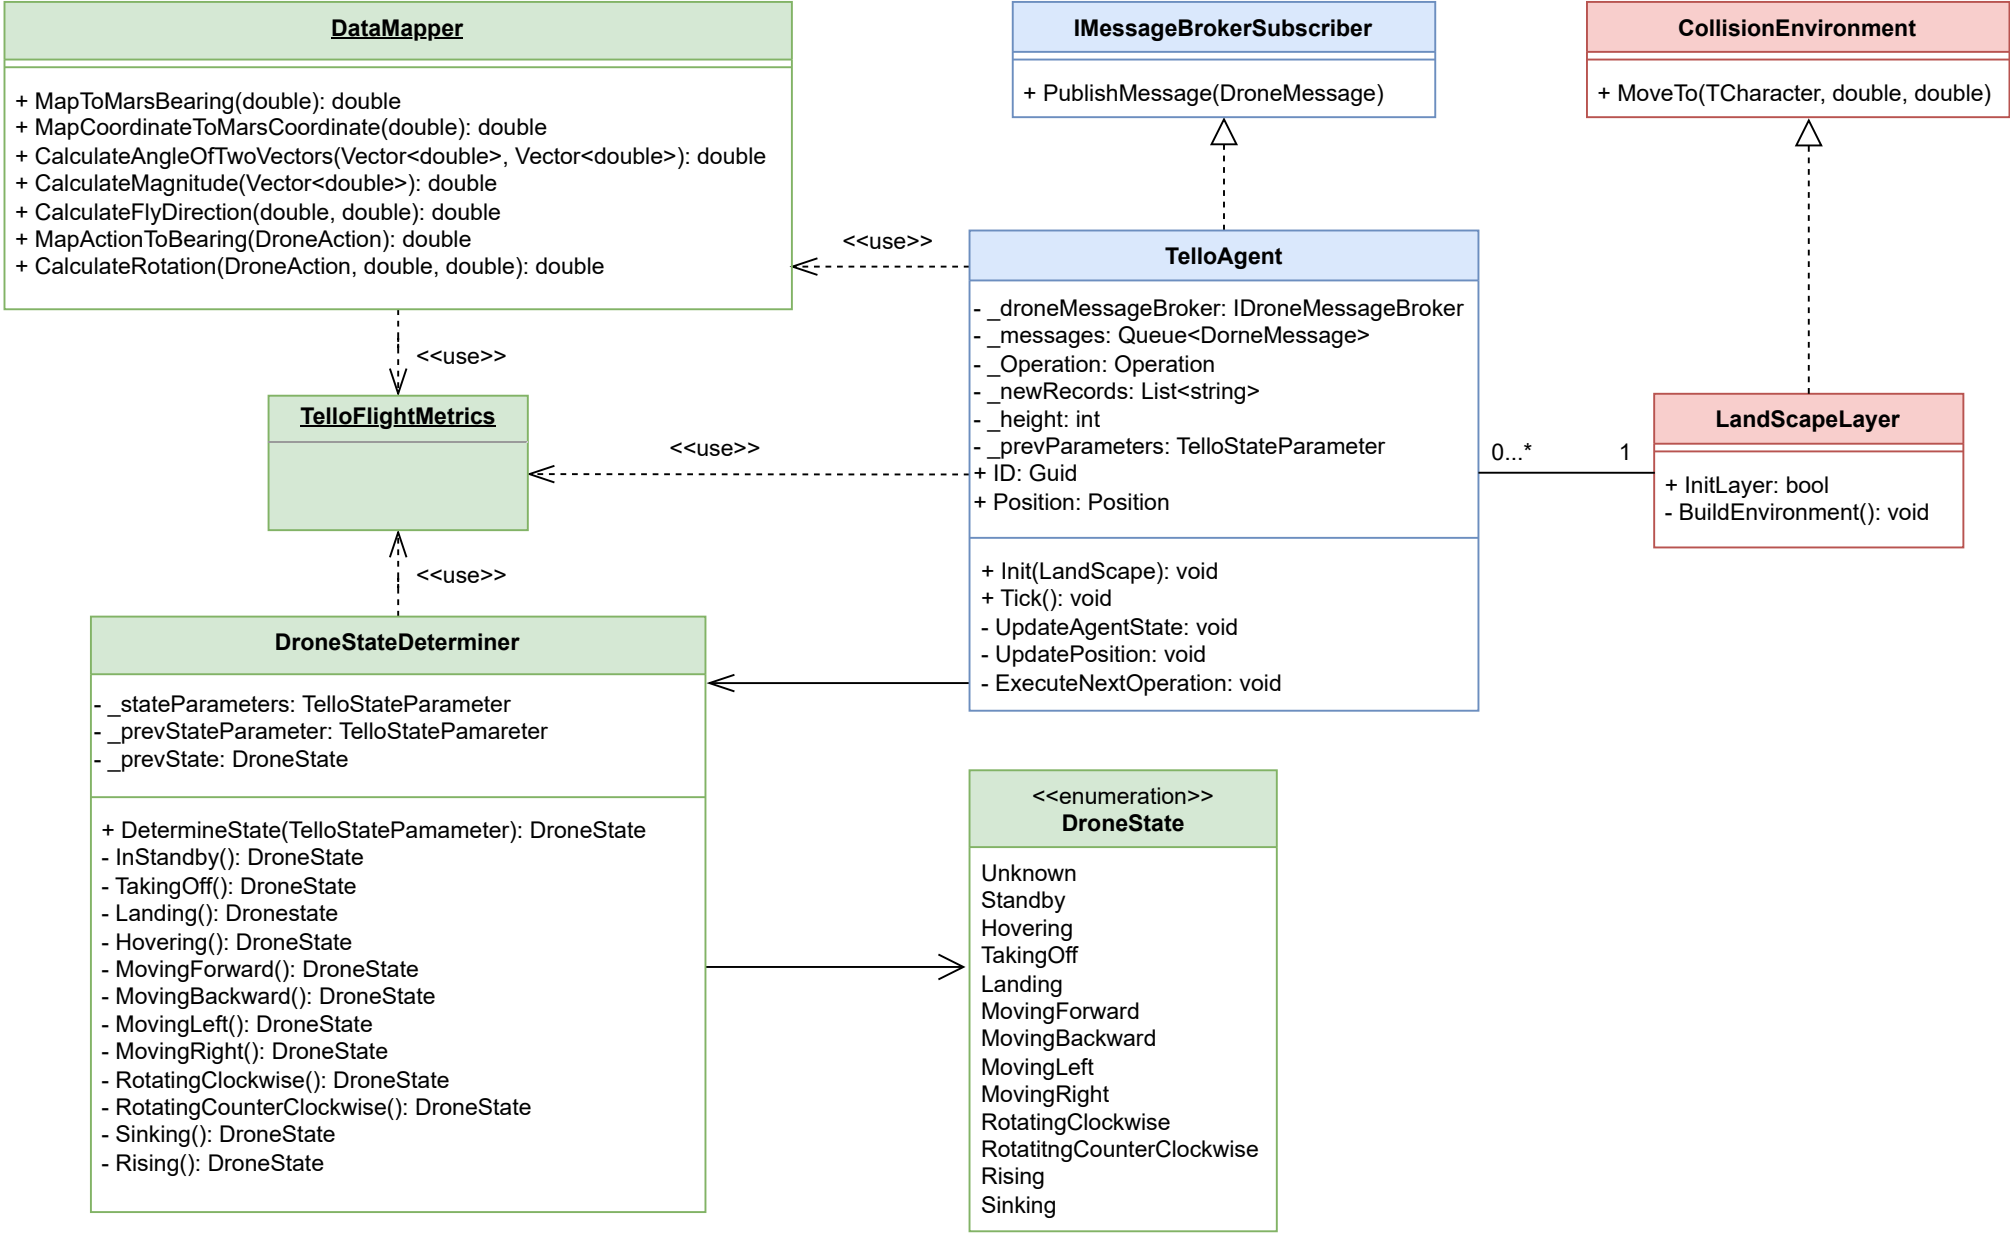 DataMapper
+ MapToMarsBearing(double): double
+ MapCoordinateToMarsCoordinate(double): double
+ CalculateAngleOfTwoVectors(Vector<double>, Vector<double>): double
+ CalculateMagnitude(Vector<double>): double
+ CalculateFlyDirection(double, double): double
+ MapActionToBearing(DroneAction): double
+ CalculateRotation(DroneAction, double, double): double
IMessageBrokerSubscriber
+ PublishMessage(DroneMessage)
CollisionEnvironment
+ MoveTo(TCharacter, double, double)
<<use>>
<<use>>
<<use>>
<<use>>
TelloFlightMetrics
TelloAgent
- _droneMessageBroker: IDroneMessageBroker
- _messages: Queue<DorneMessage>
- _Operation: Operation
- _newRecords: List<string>
- _height: int
- _prevParameters: TelloStateParameter
+ ID: Guid
+ Position: Position
+ Init(LandScape): void
+ Tick(): void
- UpdateAgentState: void
- UpdatePosition: void
- ExecuteNextOperation: void
0...*
1
LandScapeLayer
+ InitLayer: bool
- BuildEnvironment(): void
DroneStateDeterminer
- _stateParameters: TelloStateParameter
- _prevStateParameter: TelloStatePamareter
- _prevState: DroneState
+ DetermineState(TelloStatePamameter): DroneState
- InStandby(): DroneState
- TakingOff(): DroneState
- Landing(): Dronestate
- Hovering(): DroneState
- MovingForward(): DroneState
- MovingBackward(): DroneState
- MovingLeft(): DroneState
- MovingRight(): DroneState
- RotatingClockwise(): DroneState
- RotatingCounterClockwise(): DroneState
- Sinking(): DroneState
- Rising(): DroneState
<<enumeration>>
DroneState
Unknown
Standby
Hovering
TakingOff
Landing
MovingForward
MovingBackward
MovingLeft
MovingRight
RotatingClockwise
RotatitngCounterClockwise
Rising
Sinking